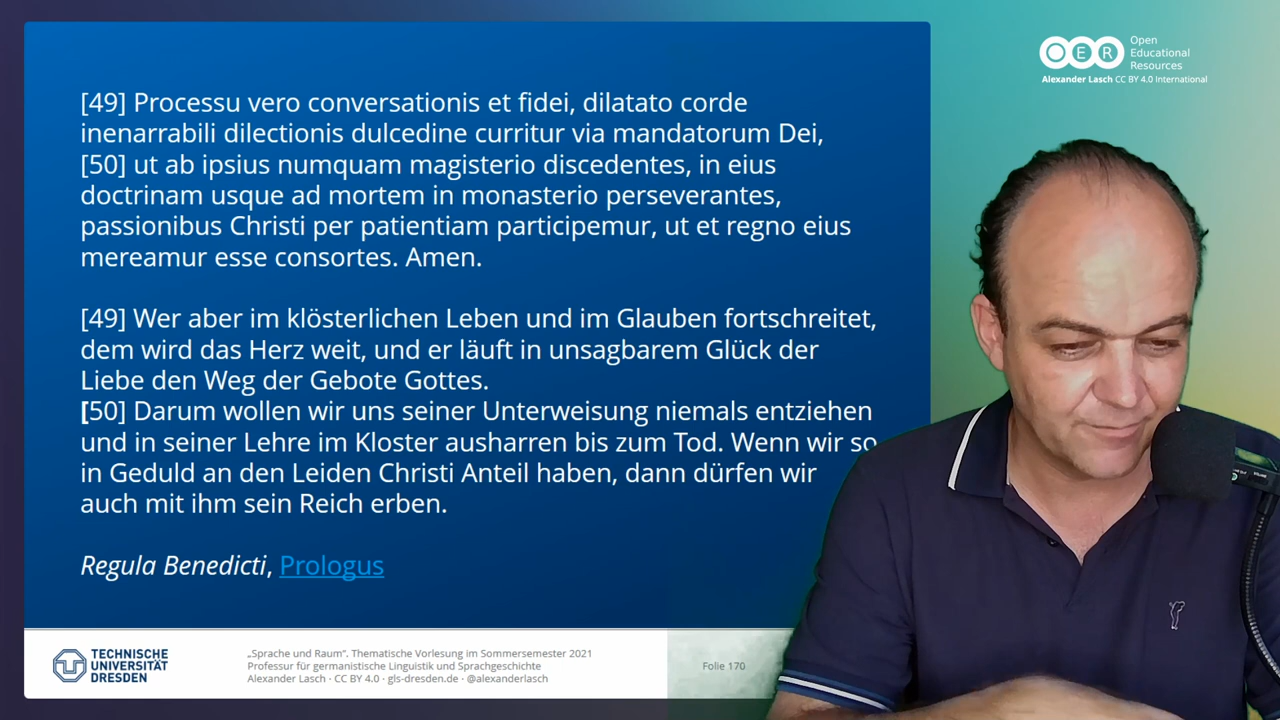 [49] Processu vero conversationis et fidei, dilatato corde
inenarrabili dilectionis dulcedine curritur via mandatorum Dei,
[50] ut ab ipsius numquam magisterio discedentes, in eius
doctrinam usque ad mortem in monasterio perseverantes,
passionibus Christi per patientiam participemur, ut et regno eius
mereamur esse consortes. Amen.
[49] Wer aber im klösterlichen Leben und im Glauben fortschreitet,
dem wird das Herz weit, und er läuft in unsagbarem Glück der
Liebe den Weg der Gebote Gottes.
[50] Darum wollen wir uns seiner Unterweisung niemals entziehen
und in seiner Lehre im Kloster ausharren bis zum Tod. Wenn wir so
in Geduld an den Leiden Christi Anteil haben, dann dürfen wir
auch mit ihm sein Reich erben.
Regula Benedicti, Prologus
TECHNISCHE
UNIVERSITÄT
DRESDEN
„Sprache und Raum“. Thematische Vorlesung im Sommersemester 2021
Professur für germanistische Linguistik und Sprachgeschichte
Alexander Lasch · CC BY 4.0 · gls-dresden.de · @alexanderlasch
Folie 170
OER
Open
Educational
Resources
Alexander Lasch CC BY 4.0 International